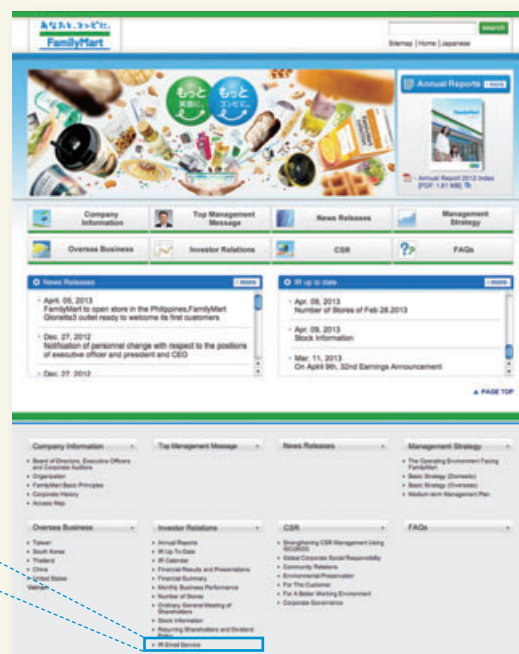 あなたと、コンビに、
FamilyMart
search
Sitemap | Home | Japanese
もっと
笑顔に。
もっと
コンビに。
Annual Reports
more
FamilyMart
Annual Report 2012 Index
[PDF: 1.81 MB]
Company
Information
Top Management
Message
News Releases
Management
Strategy
Oversea Business
Investor Relations
CSR
FAQs
News Releases
more
April. 05, 2013
FamilyMart to open store in the Philippines,FamilyMart
Glorietta3 outlet ready to welcome its first customers
Dec. 27, 2012
Notification of personnel change with respect to the positions
of executive officer and president and CEO
Dec. 27, 2012
IR up to date
more
Apr. 09, 2013
Number of Stores of Feb 28.2013
Apr. 09, 2013
Stock Information
Mar. 11, 2013
On Aplril 9th, 32nd Earnings Announcement
PAGE TOP
Company Information
Board of Directors, Executive Officers
and Corporate Auditors
Organization
FamilyMart Basic Principles
Corporate History
Access Map
Top Management Message
News Releases
Management Strategy
The Operating Environment Facing
FamilyMart
Basic Strategy (Domestic)
Basic Strategy (Overseas)
Medium-term Management Plan
Oversea Business
Taiwan
South Korea
Thailand
China
United States
Vietnam
Investor Relations
Annual Reports
IR Up To Date
IR Calendar
Financial Results and Presentations
Financial Summary
Monthly Business Performance
Number of Stores
Ordinary General Meeting of
Shareholders
Stock Information
Returning Shareholders and Dividend
Policy
IR Email Service
CSR
Strengthening CSR Management Using
ISO26000
Global Corporate Social Responsibility
Community Relations
Environmental Preservation
For The Customer
For A Better Working Environment
Corporate Governance
FAQs